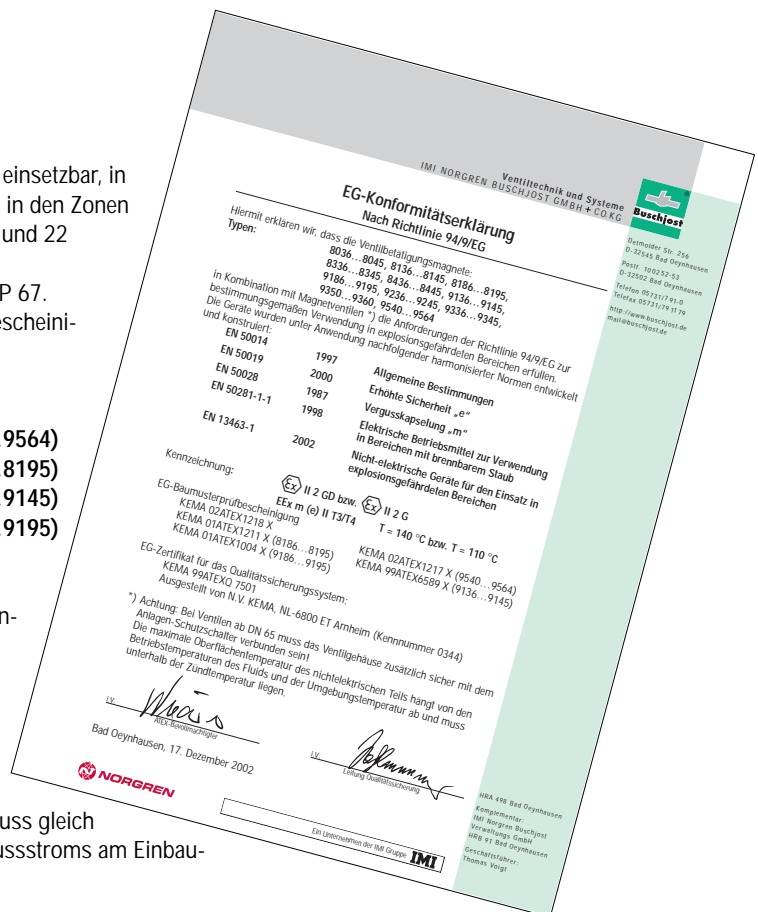 einsetzbar, in
in den Zonen
und 22
P 67.
escheini-
.9564)
.8195)
.9145)
.9195)
n-
uss gleich
ussstroms am Einbau-
Ventiltechnik und Systeme
IMI NORGREN BUSCHJOST GMBH + CO.KG
Buschjost
Detmolder Str. 256
D-32545 Bad Oeynhausen
Postf. 100252-53
D-32502 Bad Oeynhausen
Telefon 05731/791-0
Telefax 05731/79 11 79
http://www.buschjost.de
mail@buschjost.de
EG-Konformitätserklärung
Nach Richtlinie 94/9/EG
Hiermit erklären wir, dass die Ventilbetätigungsmagnete:
Typen: 8036...8045, 8136...8145, 8186...8195,
8336...8345, 8436...8445, 9136...9145,
9186...9195, 9236...9245, 9336...9345,
9350...9360, 9540...9564
in Kombination mit Magnetventilen *) die Anforderungen der Richtlinie 94/9/EG zur
bestimmungsgemäßen Verwendung in explosionsgefährdeten Bereichen erfüllen.
Die Geräte wurden unter Anwendung nachfolgender harmonisierter Normen entwickelt
und konstruiert:
EN 50014 1997 Allgemeine Bestimmungen
EN 50019 2000 Erhöhte Sicherheit „e“
EN 50028 1987 Vergusskapselung „m“
EN 50281-1-1 1998 Elektrische Betriebsmittel zur Verwendung
in Bereichen mit brennbarem Staub
EN 13463-1 2002 Nicht-elektrische Geräte für den Einsatz in
explosionsgefährdeten Bereichen
Kennzeichnung: Ex II 2 GD bzw. Ex II 2 G
EEx m (e) II T3/T4 T = 140 °C bzw. T = 110 °C
EG-Baumusterprüfbescheinigung
KEMA 02ATEX1218 X KEMA 02ATEX1217 X (9540...9564)
KEMA 01ATEX1211 X (8186...8195) KEMA 99ATEX6589 X (9136...9145)
KEMA 01ATEX1004 X (9186...9195)
EG-Zertifikat für das Qualitätssicherungssystem:
KEMA 99ATEXQ 7501
Ausgestellt von N.V. KEMA, NL-6800 ET Arnheim (Kennnummer 0344)
*) Achtung: Bei Ventilen ab DN 65 muss das Ventilgehäuse zusätzlich sicher mit dem
Anlagen-Schutzschalter verbunden sein!
Die maximale Oberflächentemperatur des nichtelektrischen Teils hängt von den
Betriebstemperaturen des Fluids und der Umgebungstemperatur ab und muss
unterhalb der Zündtemperatur liegen.
i.V.
ATEX-Bevollmächtigter
i.V.
Leitung Qualitätssicherung
Bad Oeynhausen, 17. Dezember 2002
NORGREN
Ein Unternehmen der IMI Gruppe IMI
HRA 498 Bad Oeynhausen
Komplementar:
IMI Norgren Buschjost
Verwaltungs GmbH
HRB 91 Bad Oeynhausen
Geschäftsführer:
Thomas Voigt